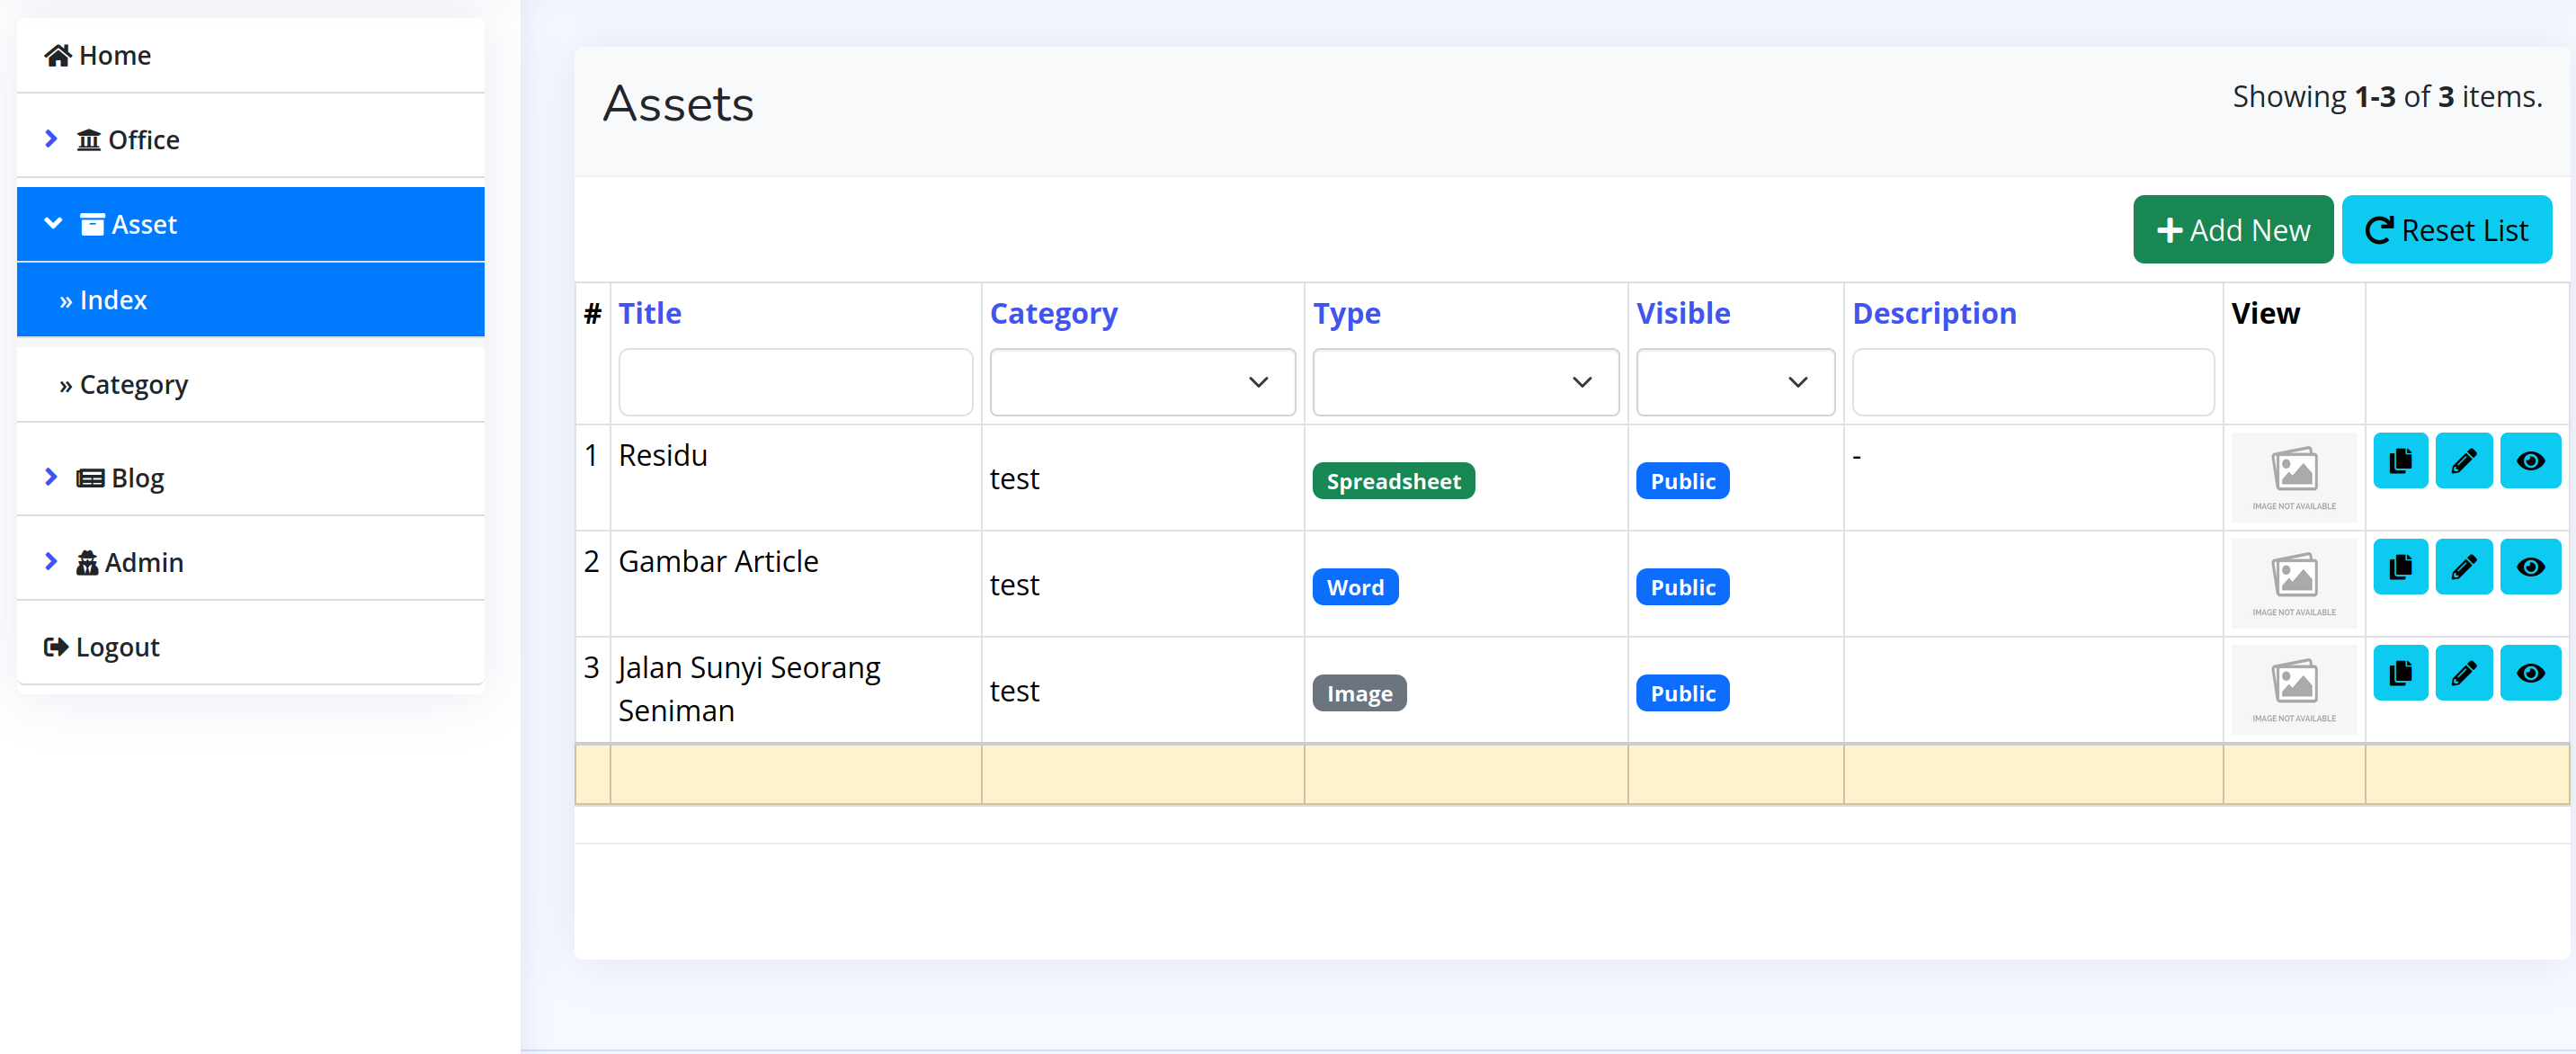 Home
Office
Asset
» Index
» Category
Blog
Admin
Logout
Assets
Showing 1-3 of 3 items.
Add New
Reset List
# Title Category Type Visible Description View
1 Residu test Spreadsheet Public -
IMAGE NOT AVAILABLE
2 Gambar Article test Word Public
IMAGE NOT AVAILABLE
3 Jalan Sunyi Seorang
Seniman
test Image Public
IMAGE NOT AVAILABLE